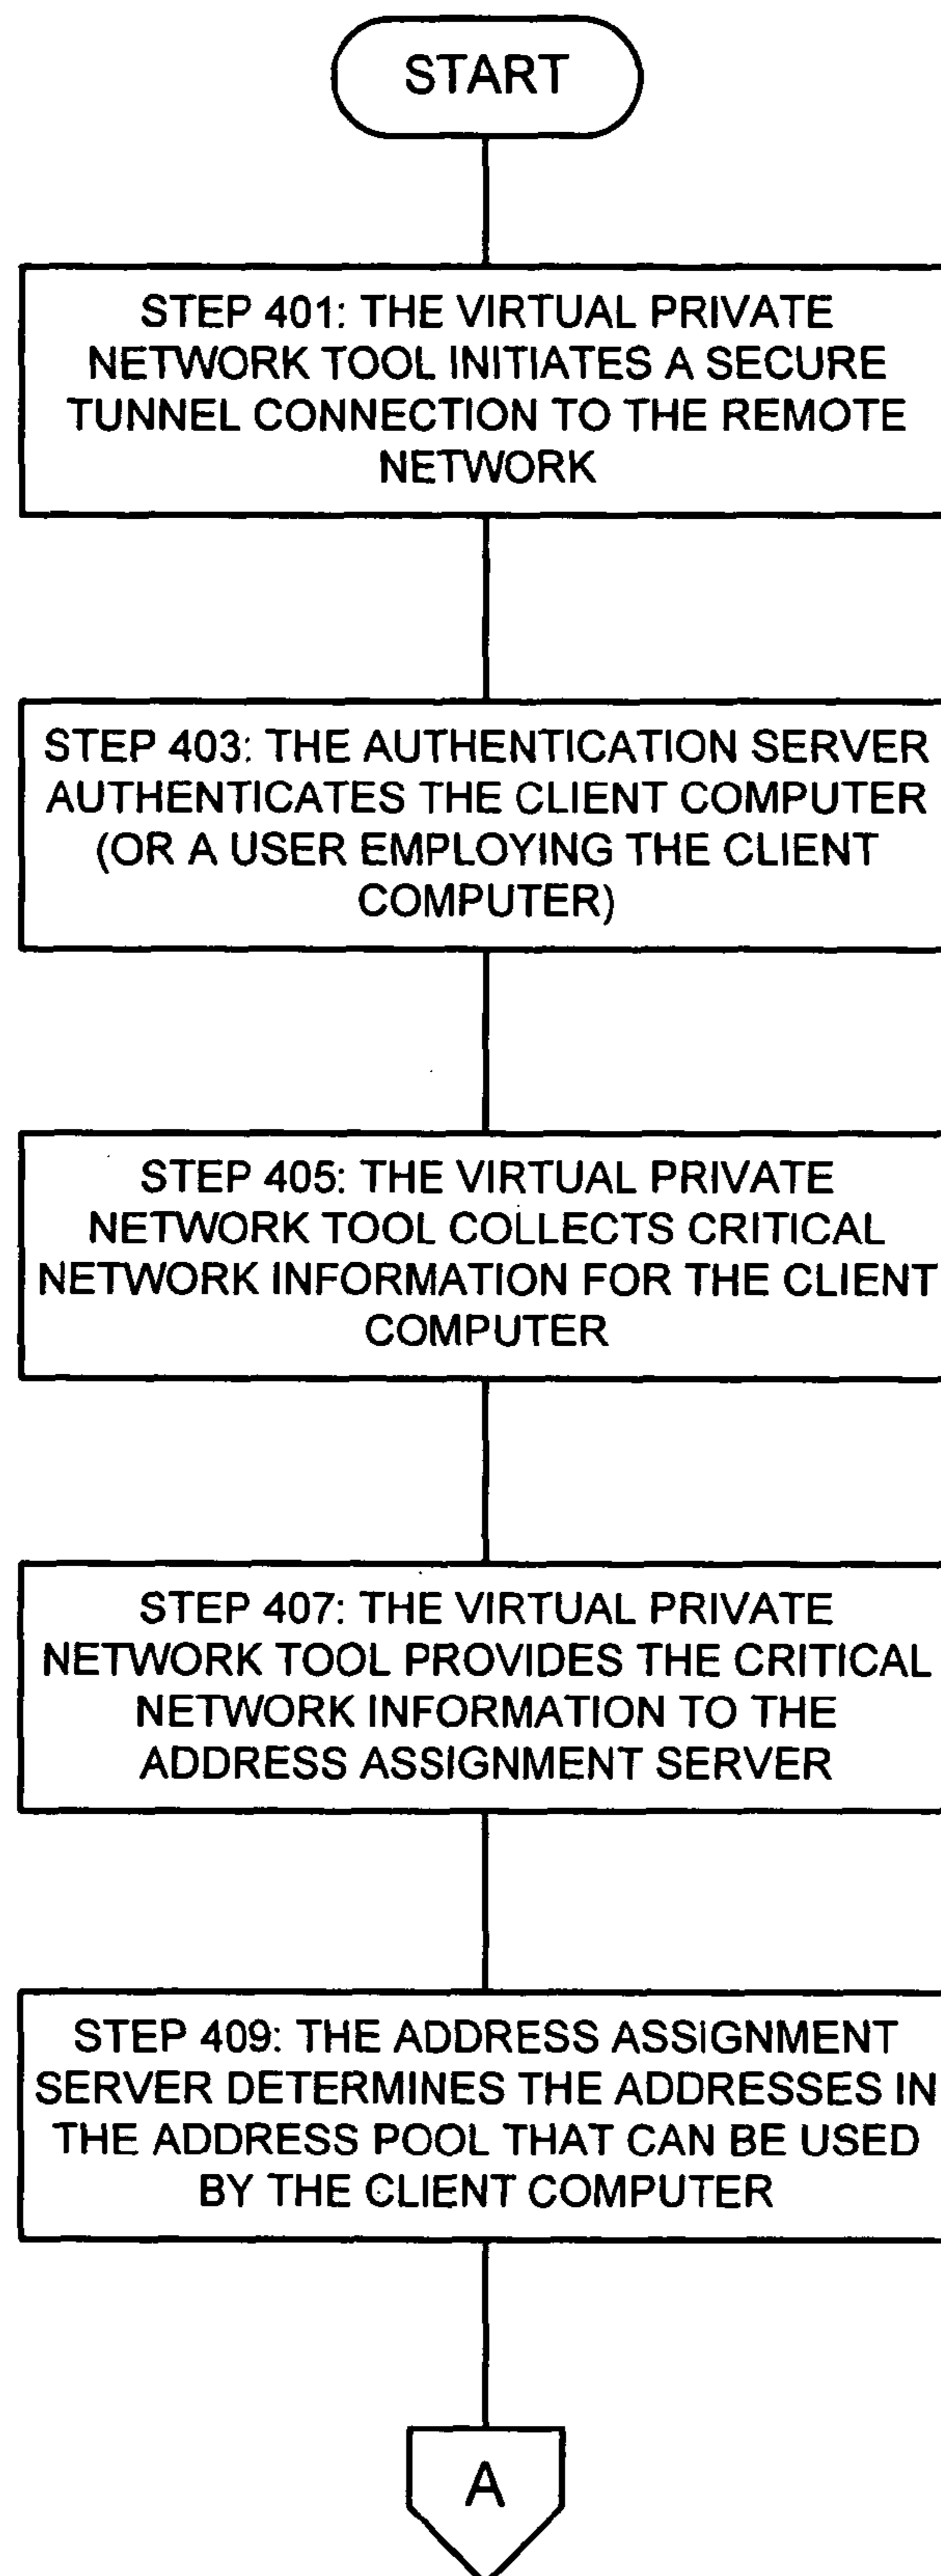 START
STEP 401: THE VIRTUAL PRIVATE
NETWORK TOOL INITIATES A SECURE
TUNNEL CONNECTION TO THE REMOTE
NETWORK
STEP 403: THE AUTHENTICATION SERVER
AUTHENTICATES THE CLIENT COMPUTER
(OR A USER EMPLOYING THE CLIENT
COMPUTER)
STEP 405: THE VIRTUAL PRIVATE
NETWORK TOOL COLLECTS CRITICAL
NETWORK INFORMATION FOR THE CLIENT
COMPUTER
STEP 407: THE VIRTUAL PRIVATE
NETWORK TOOL PROVIDES THE CRITICAL
NETWORK INFORMATION TO THE
ADDRESS ASSIGNMENT SERVER
STEP 409: THE ADDRESS ASSIGNMENT
SERVER DETERMINES THE ADDRESSES IN
THE ADDRESS POOL THAT CAN BE USED
BY THE CLIENT COMPUTER
A